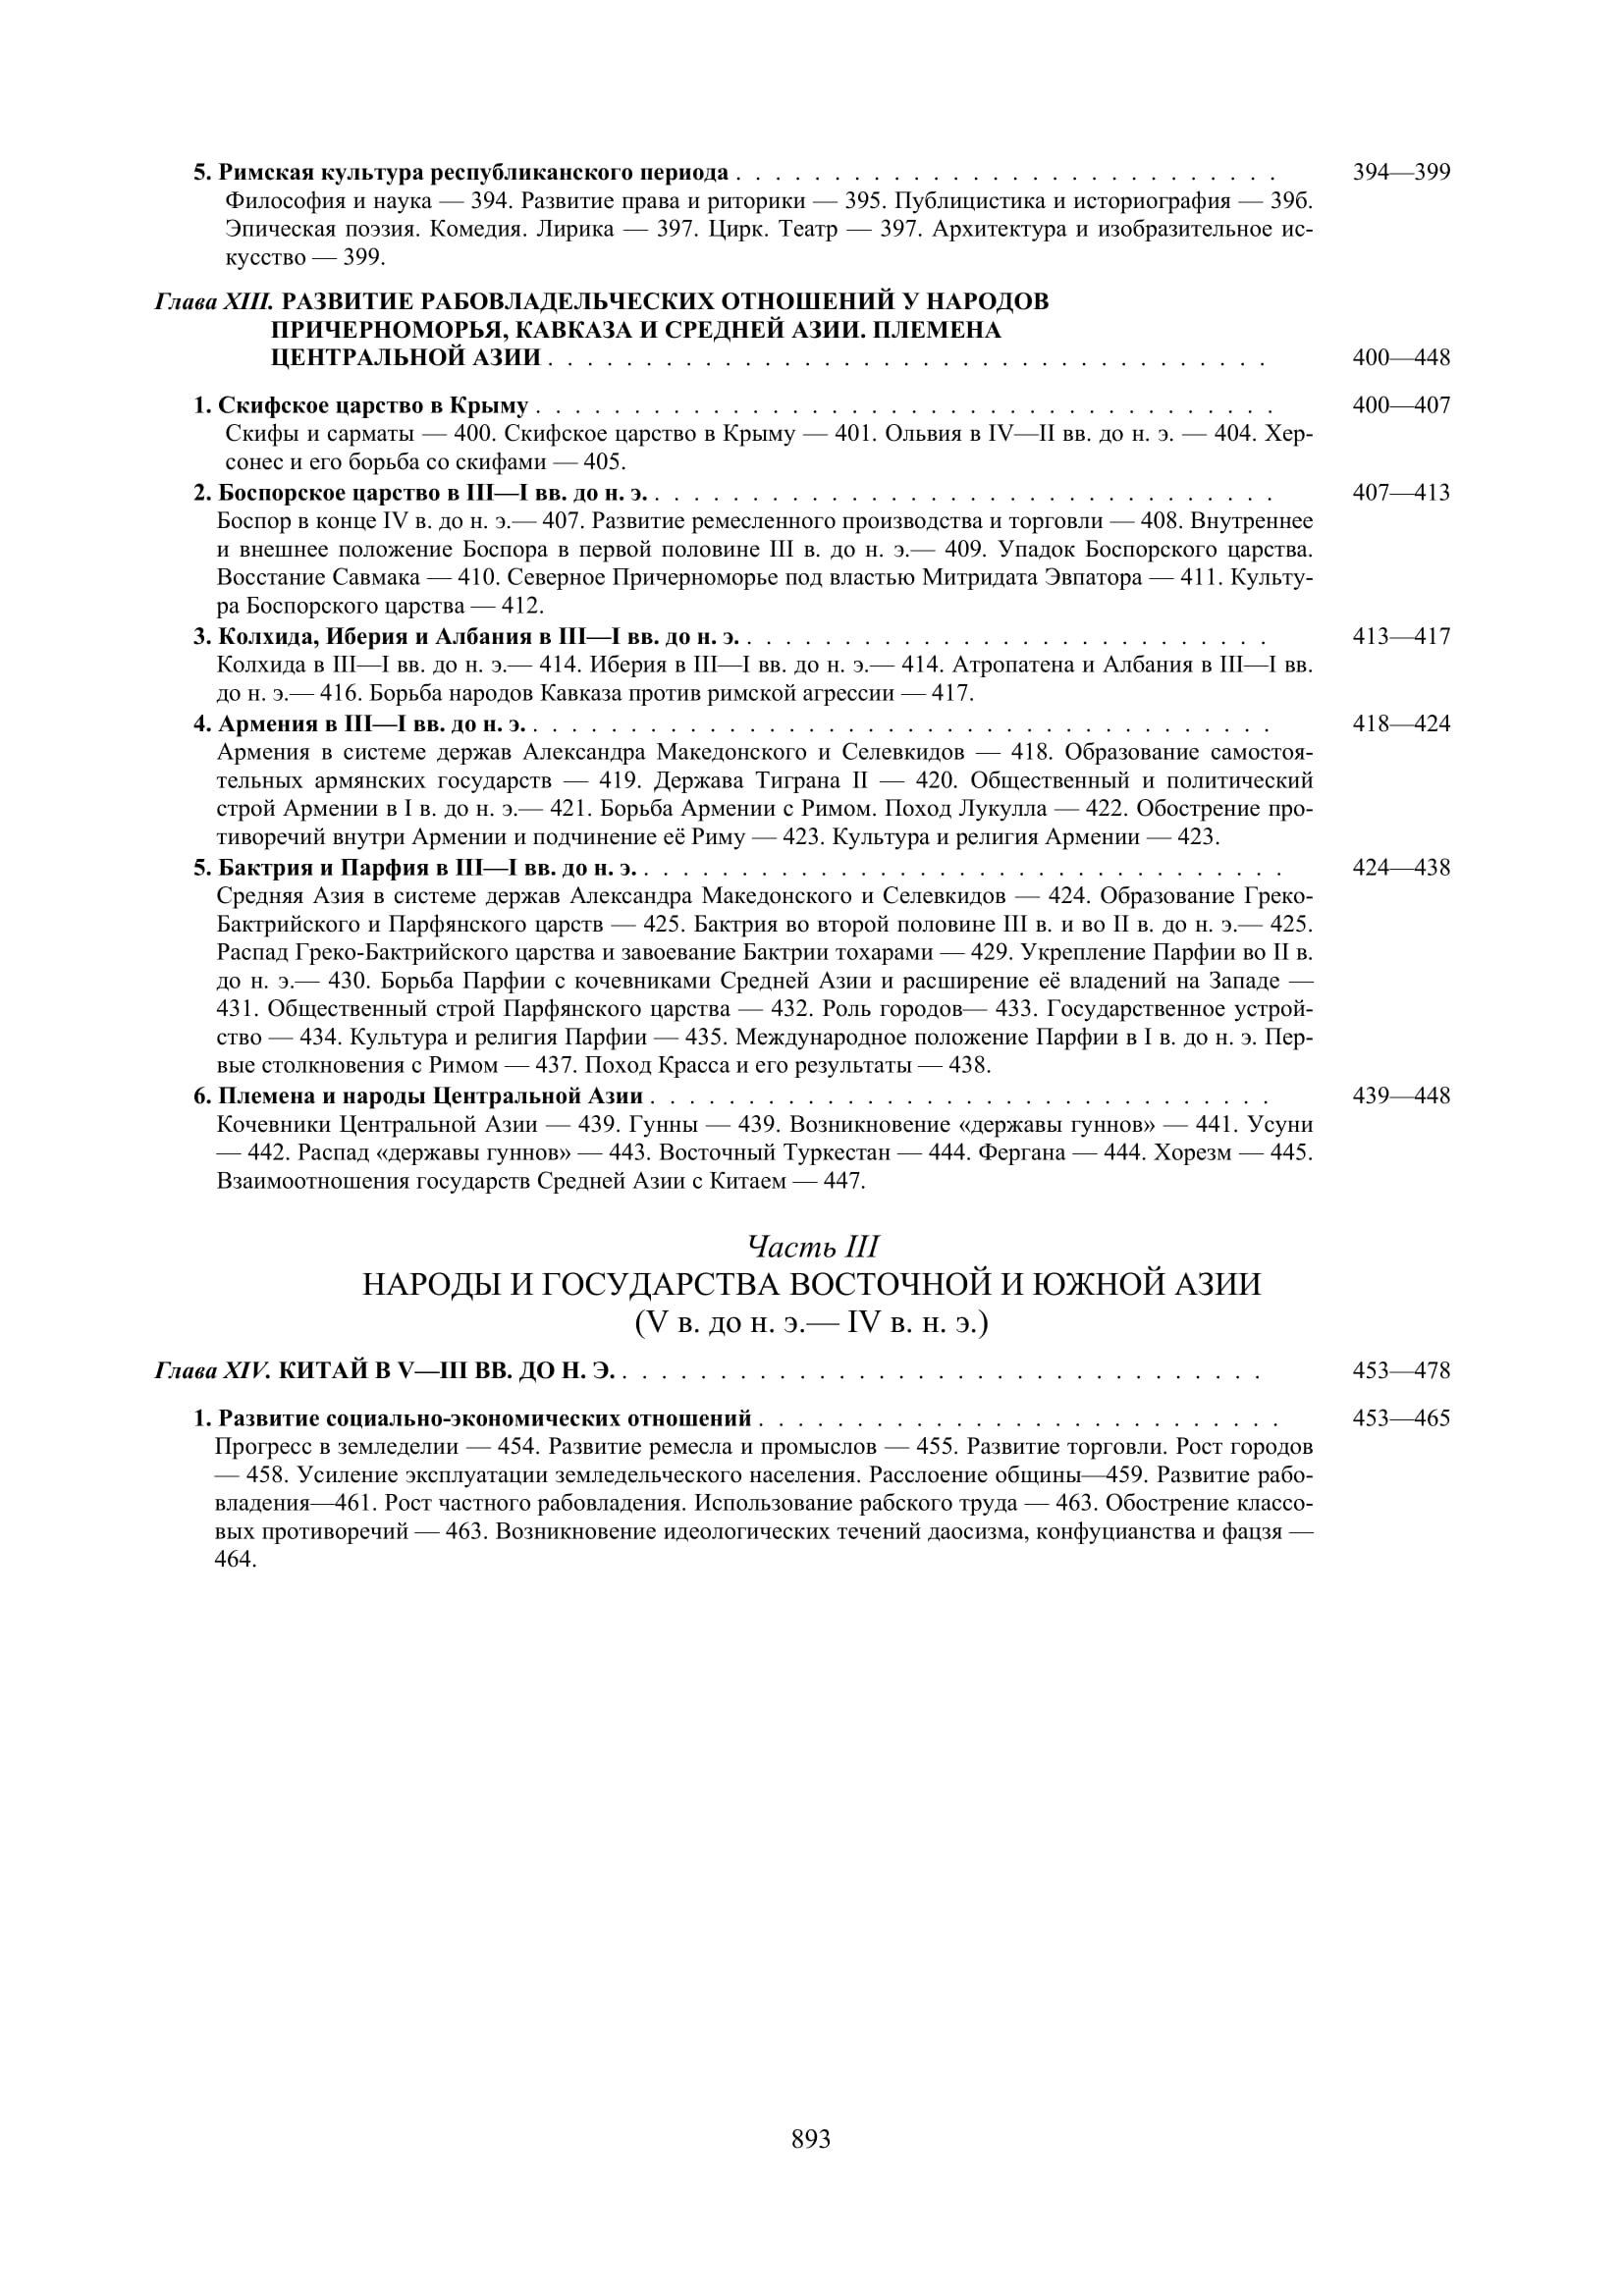 5. Римская культура республиканского периода . . . . . . . . . . . . . . . . . . . . . . . . . . . . 394—399
Философия и наука — 394. Развитие права и риторики — 395. Публицистика и историография — 39б.
Эпическая поэзия. Комедия. Лирика — 397. Цирк. Театр — 397. Архитектура и изобразительное ис-
кусство — 399.
Глава XIII. РАЗВИТИЕ РАБОВЛАДЕЛЬЧЕСКИХ ОТНОШЕНИЙ У НАРОДОВ
ПРИЧЕРНОМОРЬЯ, КАВКАЗА И СРЕДНЕЙ АЗИИ. ПЛЕМЕНА
ЦЕНТРАЛЬНОЙ АЗИИ . . . . . . . . . . . . . . . . . . . . . . . . . . . . . . . . . . . . . 400—448
1. Скифское царство в Крыму . . . . . . . . . . . . . . . . . . . . . . . . . . . . . . . . . . . . . . 400—407
Скифы и сарматы — 400. Скифское царство в Крыму — 401. Ольвия в IV—II вв. до н. э. — 404. Хер-
сонес и его борьба со скифами — 405.
2. Боспорское царство в III—I вв. до н. э. . . . . . . . . . . . . . . . . . . . . . . . . . . . . . . . . 407—413
Боспор в конце IV в. до н. э.— 407. Развитие ремесленного производства и торговли — 408. Внутреннее
и внешнее положение Боспора в первой половине III в. до н. э.— 409. Упадок Боспорского царства.
Восстание Савмака — 410. Северное Причерноморье под властью Митридата Эвпатора — 411. Культу-
ра Боспорского царства — 412.
3. Колхида, Иберия и Албания в III—I вв. до н. э. . . . . . . . . . . . . . . . . . . . . . . . . . . . 413—417
Колхида в III—I вв. до н. э.— 414. Иберия в III—I вв. до н. э.— 414. Атропатена и Албания в III—I вв.
до н. э.— 416. Борьба народов Кавказа против римской агрессии — 417.
4. Армения в III—I вв. до н. э. . . . . . . . . . . . . . . . . . . . . . . . . . . . . . . . . . . . . . . 418—424
Армения в системе держав Александра Македонского и Селевкидов — 418. Образование самостоя-
тельных армянских государств — 419. Держава Тиграна II — 420. Общественный и политический
строй Армении в I в. до н. э.— 421. Борьба Армении с Римом. Поход Лукулла — 422. Обострение про-
тиворечий внутри Армении и подчинение её Риму — 423. Культура и религия Армении — 423.
5. Бактрия и Парфия в III—I вв. до н. э. . . . . . . . . . . . . . . . . . . . . . . . . . . . . . . . . . 424—438
Средняя Азия в системе держав Александра Македонского и Селевкидов — 424. Образование Греко-
Бактрийского и Парфянского царств — 425. Бактрия во второй половине III в. и во II в. до н. э.— 425.
Распад Греко-Бактрийского царства и завоевание Бактрии тохарами — 429. Укрепление Парфии во II в.
до н. э.— 430. Борьба Парфии с кочевниками Средней Азии и расширение её владений на Западе —
431. Общественный строй Парфянского царства — 432. Роль городов— 433. Государственное устрой-
ство — 434. Культура и религия Парфии — 435. Международное положение Парфии в I в. до н. э. Пер-
вые столкновения с Римом — 437. Поход Красса и его результаты — 438.
6. Племена и народы Центральной Азии . . . . . . . . . . . . . . . . . . . . . . . . . . . . . . . . 439—448
Кочевники Центральной Азии — 439. Гунны — 439. Возникновение «державы гуннов» — 441. Усуни
— 442. Распад «державы гуннов» — 443. Восточный Туркестан — 444. Фергана — 444. Хорезм — 445.
Взаимоотношения государств Средней Азии с Китаем — 447.
Часть III
НАРОДЫ И ГОСУДАРСТВА ВОСТОЧНОЙ И ЮЖНОЙ АЗИИ
(V в. до н. э.— IV в. н. э.)
Глава XIV. КИТАЙ В V—III ВВ. ДО Н. Э. . . . . . . . . . . . . . . . . . . . . . . . . . . . . . . . . . 453—478
1. Развитие социально-экономических отношений . . . . . . . . . . . . . . . . . . . . . . . . . . . 453—465
Прогресс в земледелии — 454. Развитие ремесла и промыслов — 455. Развитие торговли. Рост городов
— 458. Усиление эксплуатации земледельческого населения. Расслоение общины—459. Развитие рабо-
владения—461. Рост частного рабовладения. Использование рабского труда — 463. Обострение классо-
вых противоречий — 463. Возникновение идеологических течений даосизма, конфуцианства и фацзя —
464.
893